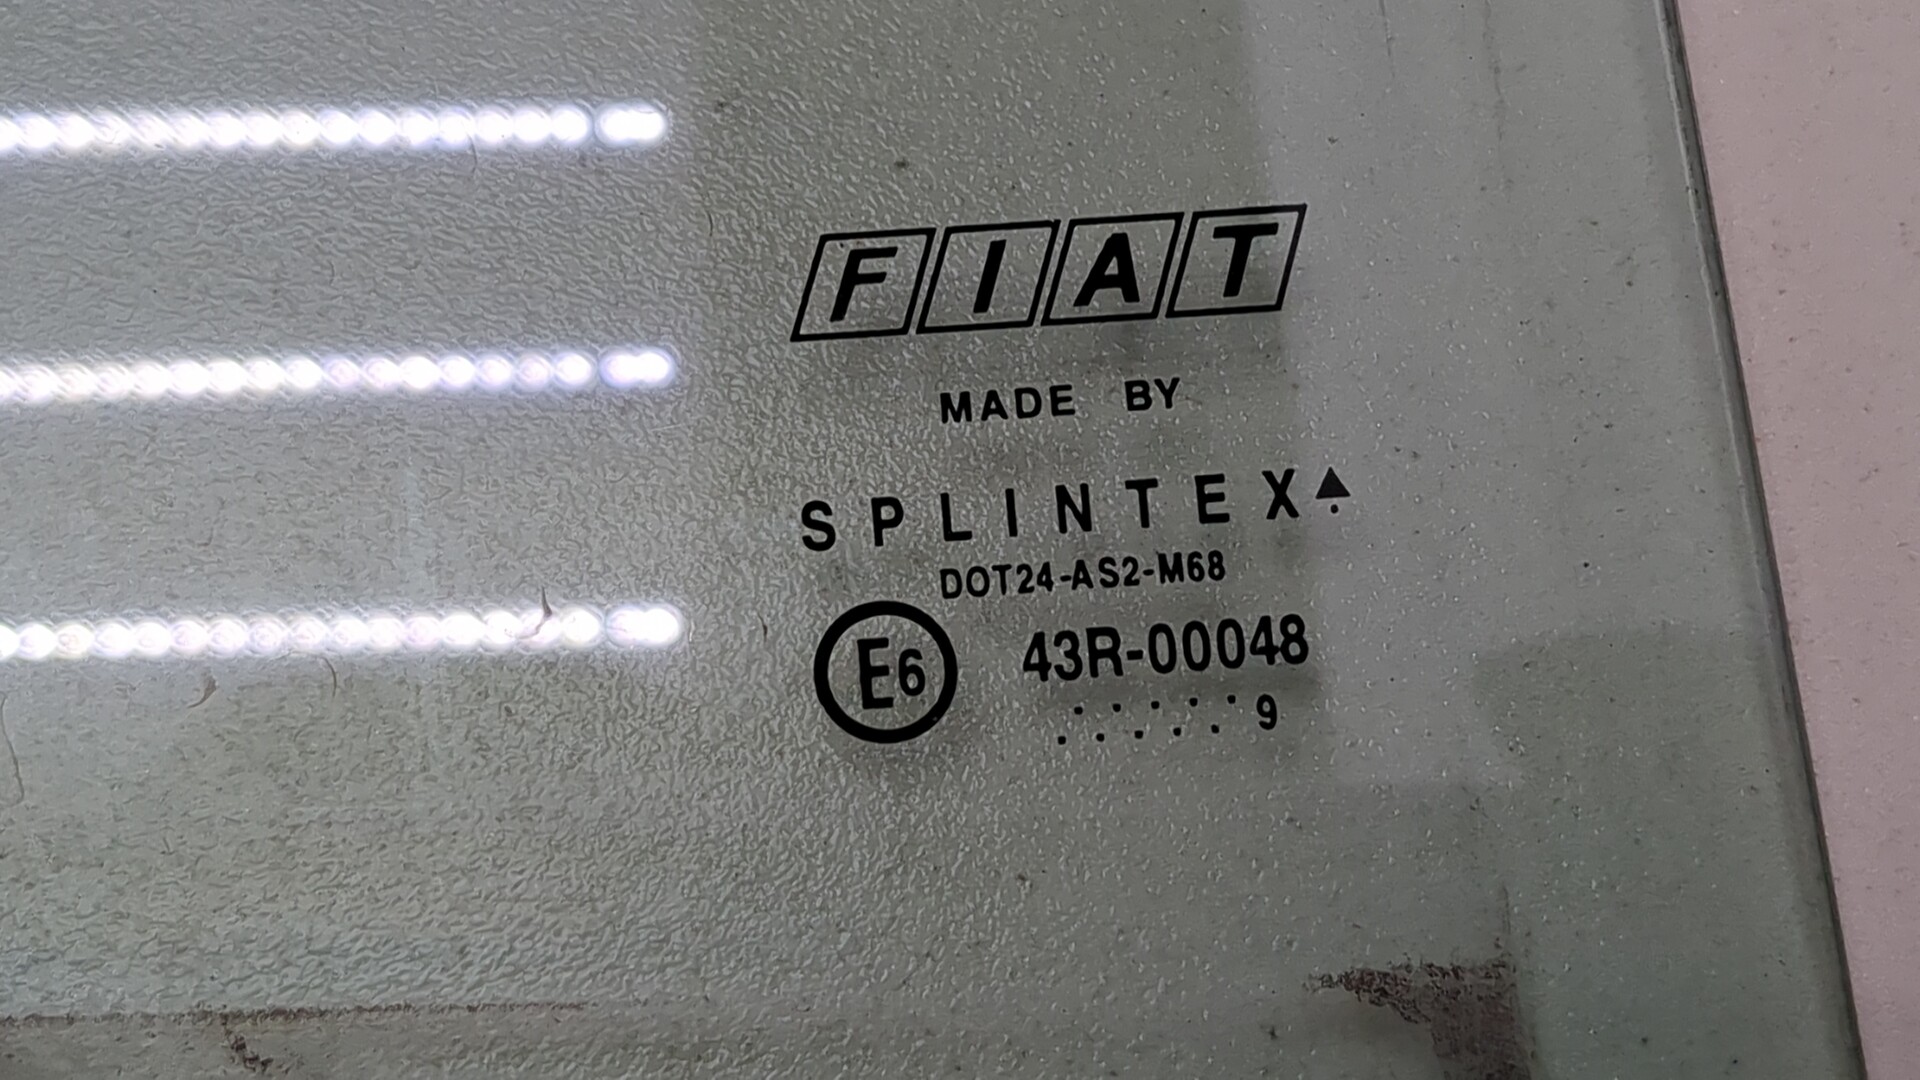 FIAT
MADE BY
SPLINTEX
DOT24-AS2-M68
E6 43R-00048
9